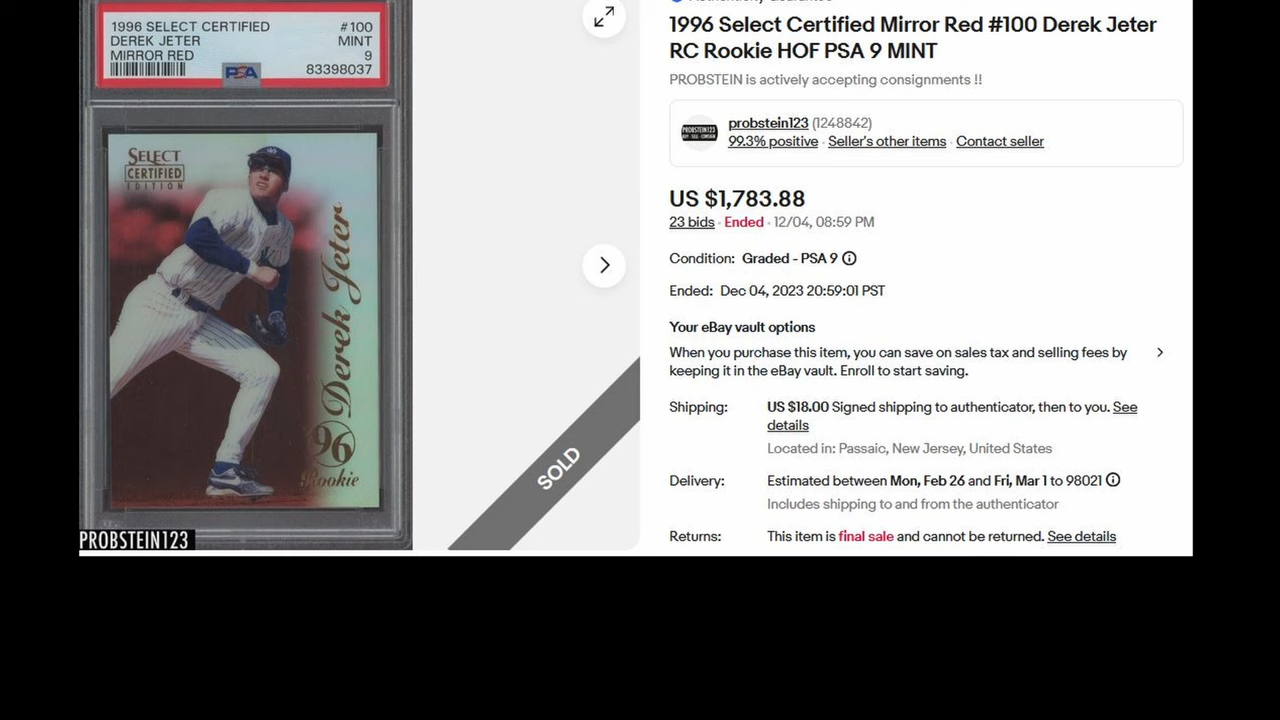 1996 SELECT CERTIFIED #100
DEREK JETER MINT
MIRROR RED 9
PSA 83398037
SELECT
CERTIFIED
EDITION
Derek Jeter
96
Rookie
PROBSTEIN123
SOLD
1996 Select Certified Mirror Red #100 Derek Jeter
RC Rookie HOF PSA 9 MINT
PROBSTEIN is actively accepting consignments !!
PROBSTEIN123
probstein123 (1248842)
99.3% positive · Seller's other items · Contact seller
US $1,783.88
23 bids · Ended · 12/04, 08:59 PM
Condition: Graded - PSA 9
Ended: Dec 04, 2023 20:59:01 PST
Your eBay vault options
When you purchase this item, you can save on sales tax and selling fees by
keeping it in the eBay vault. Enroll to start saving.
Shipping: US $18.00 Signed shipping to authenticator, then to you. See
details
Located in: Passaic, New Jersey, United States
Delivery: Estimated between Mon, Feb 26 and Fri, Mar 1 to 98021
Includes shipping to and from the authenticator
Returns: This item is final sale and cannot be returned. See details